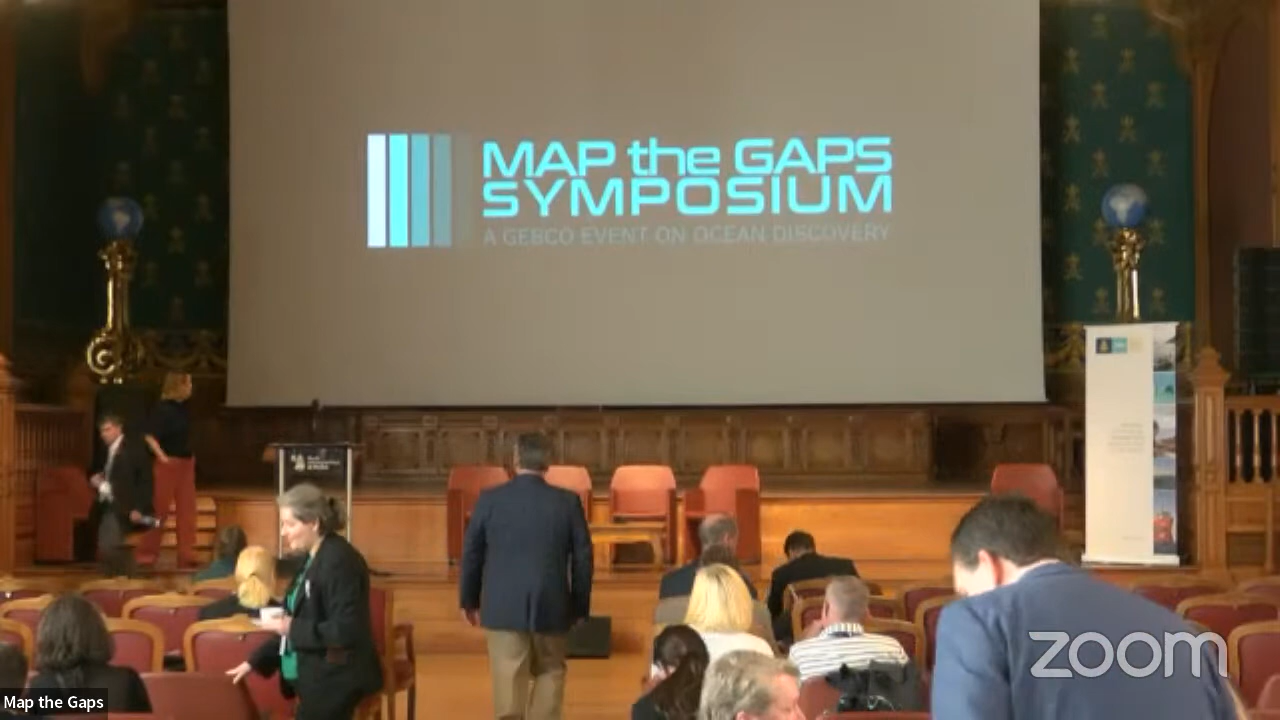 MAP the GAPS
SYMPOSIUM
A GEBCO EVENT ON OCEAN DISCOVERY
zoom
Map the Gaps